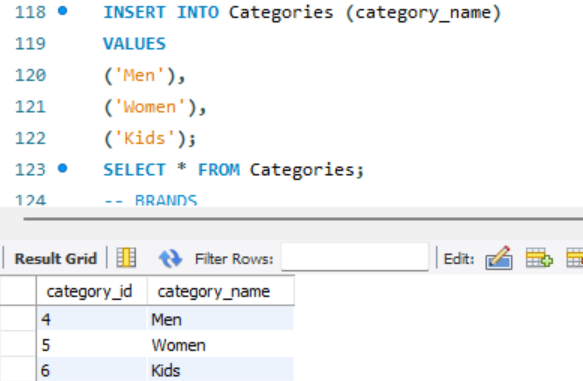 118 INSERT INTO Categories (category_name)
119 VALUES
120 ('Men'),
121 ('Women'),
122 ('Kids');
123 SELECT * FROM Categories;
124 -- BRANDS
Result Grid Filter Rows: Edit:
category_id category_name
4 Men
5 Women
6 Kids